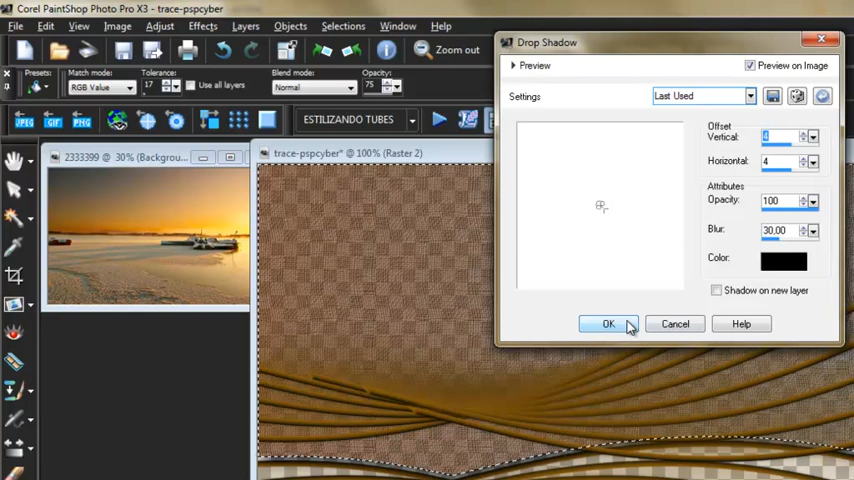 Corel PaintShop Photo Pro X3 - trace-pspcyber
File View Image Adjust Effects Layers Objects Selections Window Help
Zoom out
Presets: Match mode: Tolerance: Blend mode: Opacity:
RGB Value 17 Use all layers Normal 75
JPEG GIF PNG ESTILIZANDO TUBES
2333399 @ 30% (Backgrou...
trace-pspcyber* @ 100% (Raster 2)
Drop Shadow
Preview Preview on Image
Settings Last Used
Offset
Vertical: 4
Horizontal: 4
Attributes
Opacity: 100
Blur: 30,00
Color:
Shadow on new layer
OK Cancel Help